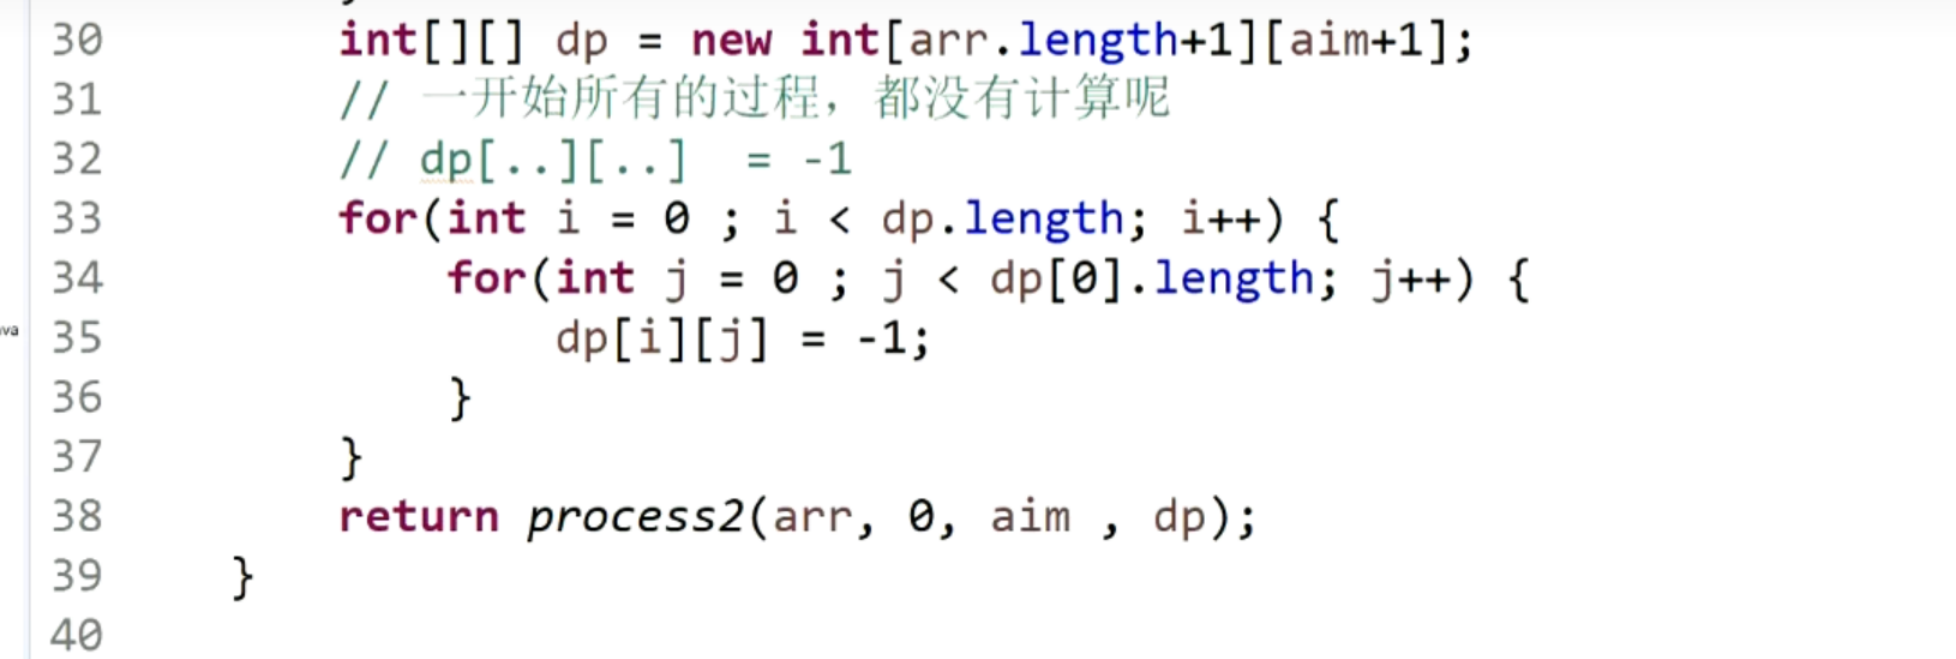 30 int[][] dp = new int[arr.length+1][aim+1];
31 // 一开始所有的过程，都没有计算呢
32 // dp[..][..]  = -1
33 for(int i = 0 ; i < dp.length; i++) {
34 for(int j = 0 ; j < dp[0].length; j++) {
35 dp[i][j] = -1;
36 }
37 }
38 return process2(arr, 0, aim , dp);
39 }
40